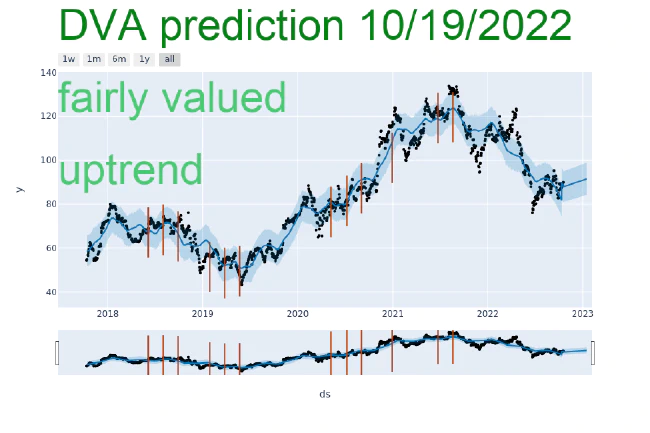 DVA prediction 10/19/2022
1w 1m 6m 1y all
140
fairly valued
120
100
uptrend
y
80
60
40
2018 2019 2020 2021 2022 2023
ds